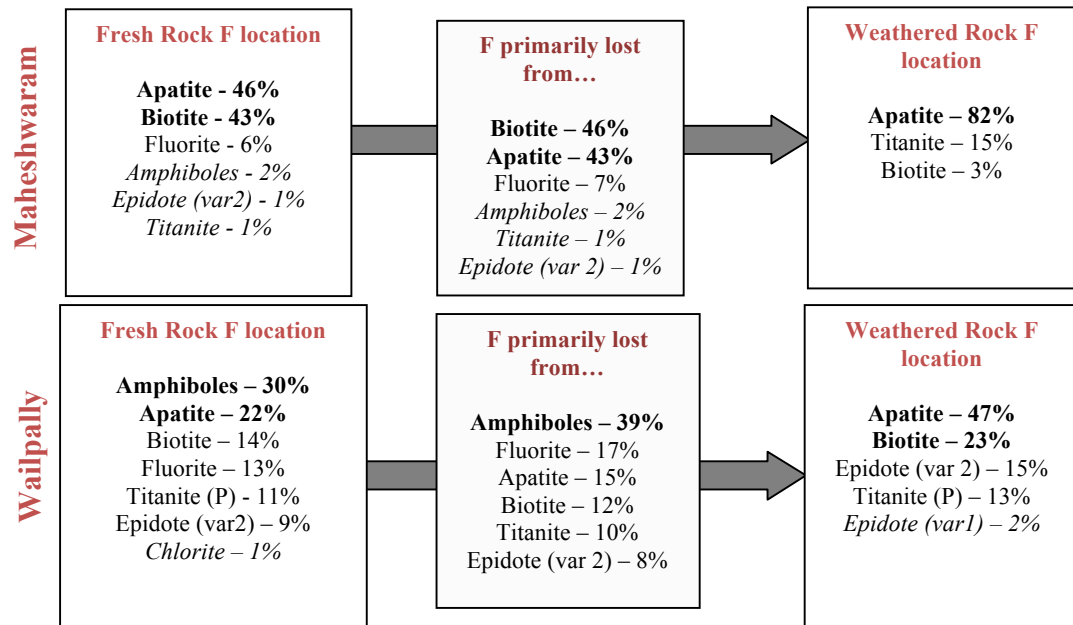 Maheshwaram
Fresh Rock F location
Apatite - 46%
Biotite - 43%
Fluorite - 6%
Amphiboles - 2%
Epidote (var2) - 1%
Titanite - 1%
F primarily lost
from…
Biotite – 46%
Apatite – 43%
Fluorite – 7%
Amphiboles – 2%
Titanite – 1%
Epidote (var 2) – 1%
Weathered Rock F
location
Apatite – 82%
Titanite – 15%
Biotite – 3%
Wailpally
Fresh Rock F location
Amphiboles – 30%
Apatite – 22%
Biotite – 14%
Fluorite – 13%
Titanite (P) - 11%
Epidote (var2) – 9%
Chlorite – 1%
F primarily lost
from…
Amphiboles – 39%
Fluorite – 17%
Apatite – 15%
Biotite – 12%
Titanite – 10%
Epidote (var 2) – 8%
Weathered Rock F
location
Apatite – 47%
Biotite – 23%
Epidote (var 2) – 15%
Titanite (P) – 13%
Epidote (var1) – 2%